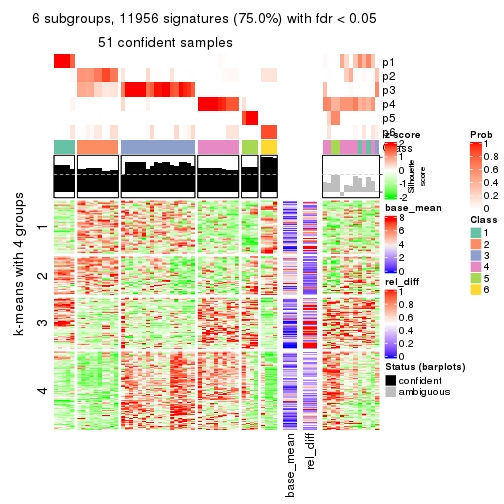 6 subgroups, 11956 signatures (75.0%) with fdr < 0.05
51 confident samples
p1
p2
p3
p4
p5
p6
Class
Silhouette
score
z-score
2
1
0
-1
-2
base_mean
8
6
4
2
0
rel_diff
1
0.8
0.6
0.4
0.2
0
Status (barplots)
confident
ambiguous
Prob
1
0.8
0.6
0.4
0.2
0
Class
1
2
3
4
5
6
k-means with 4 groups
1
2
3
4
base_mean
rel_diff